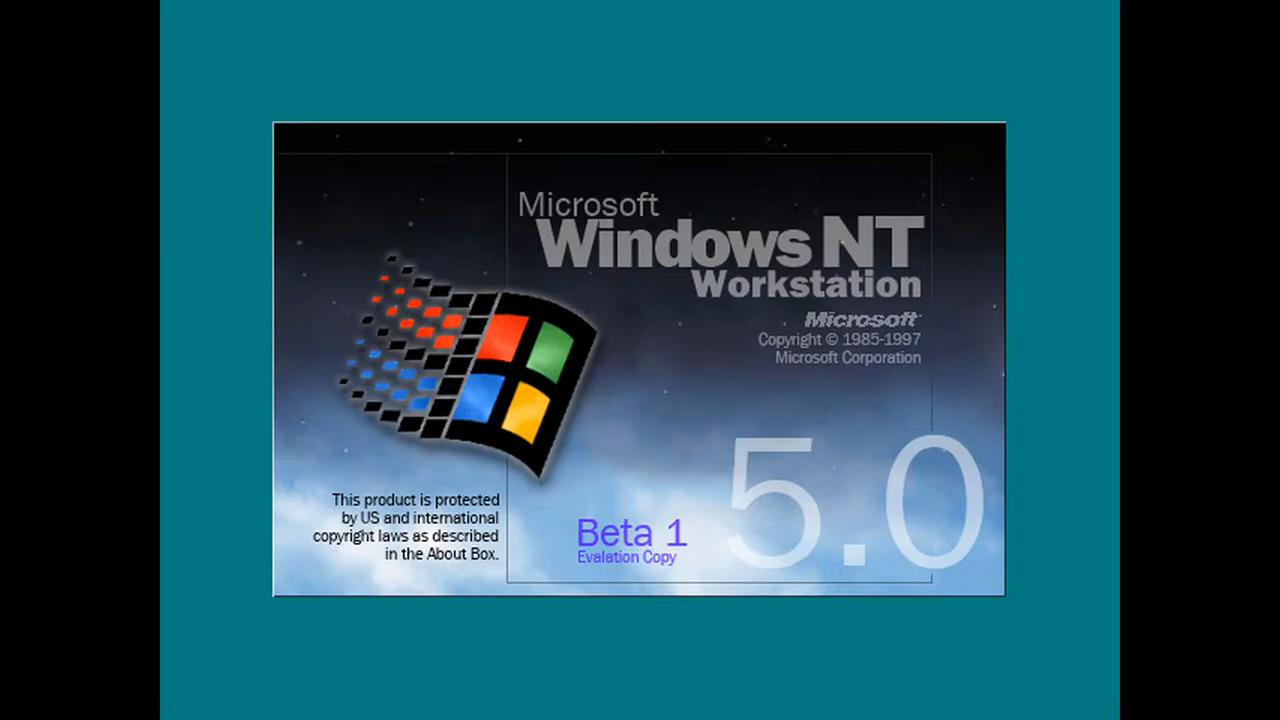 Microsoft
Windows NT
Workstation
Microsoft
Copyright © 1985-1997
Microsoft Corporation
5.0
Beta 1
Evalation Copy
This product is protected
by US and international
copyright laws as described
in the About Box.